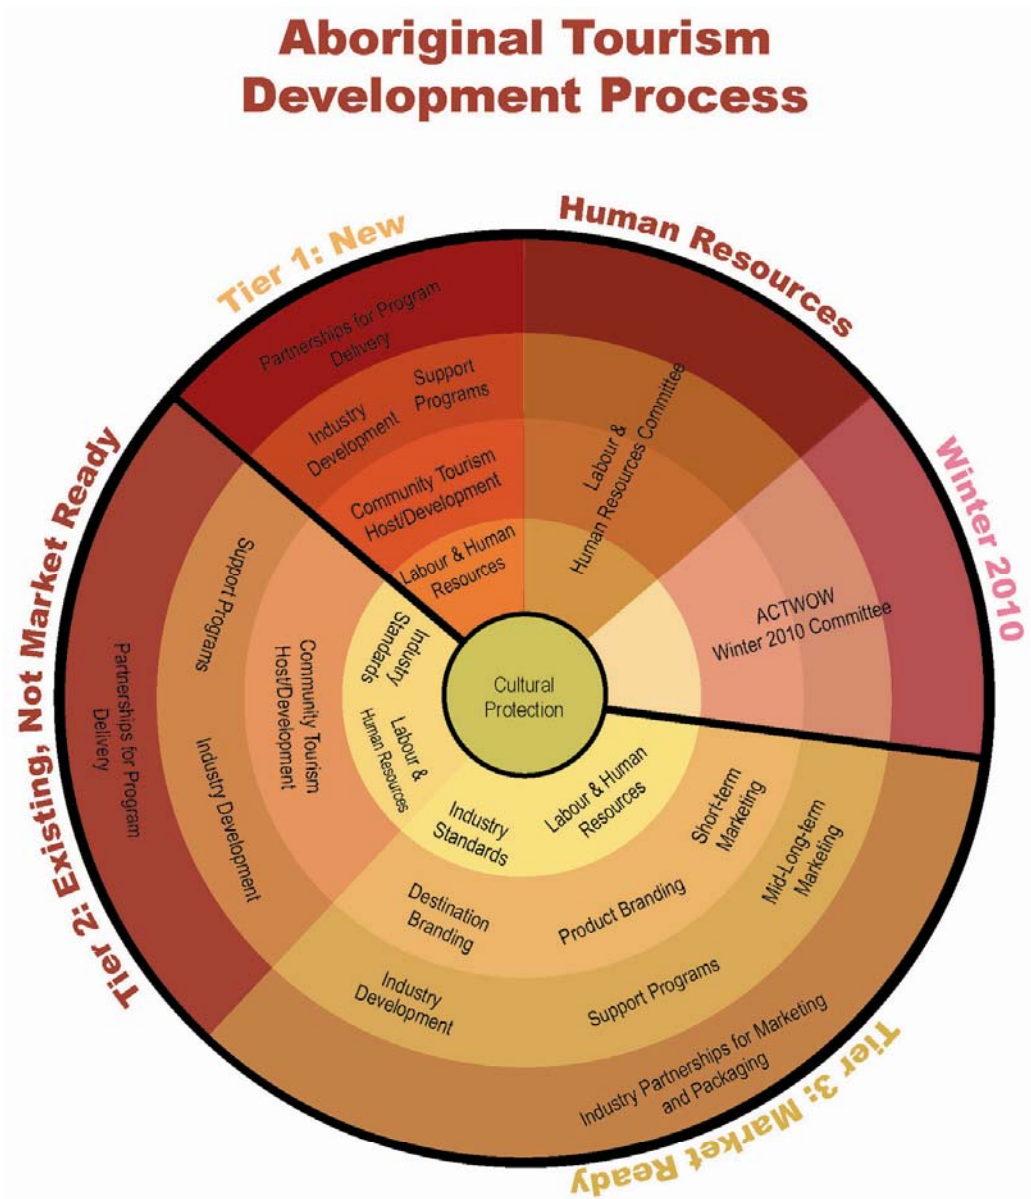 Aboriginal Tourism
Development Process
Human Resources
Labour &
Human Resources Committee
Winter 2010
ACTWOW
Winter 2010 Committee
Tier 1: New
Partnerships for Program
Delivery
Support
Programs
Industry
Development
Community Tourism
Host/Development
Labour & Human
Resources
Tier 2: Existing, Not Market Ready
Partnerships for Program
Delivery
Support Programs
Industry Development
Community Tourism
Host/Development
Industry
Standards
Labour &
Human Resources
Tier 3: Market Ready
Labour & Human
Resources
Industry
Standards
Short-term
Marketing
Product Branding
Destination
Branding
Mid-Long-term
Marketing
Support Programs
Industry
Development
Industry Partnerships for Marketing
and Packaging
Cultural
Protection